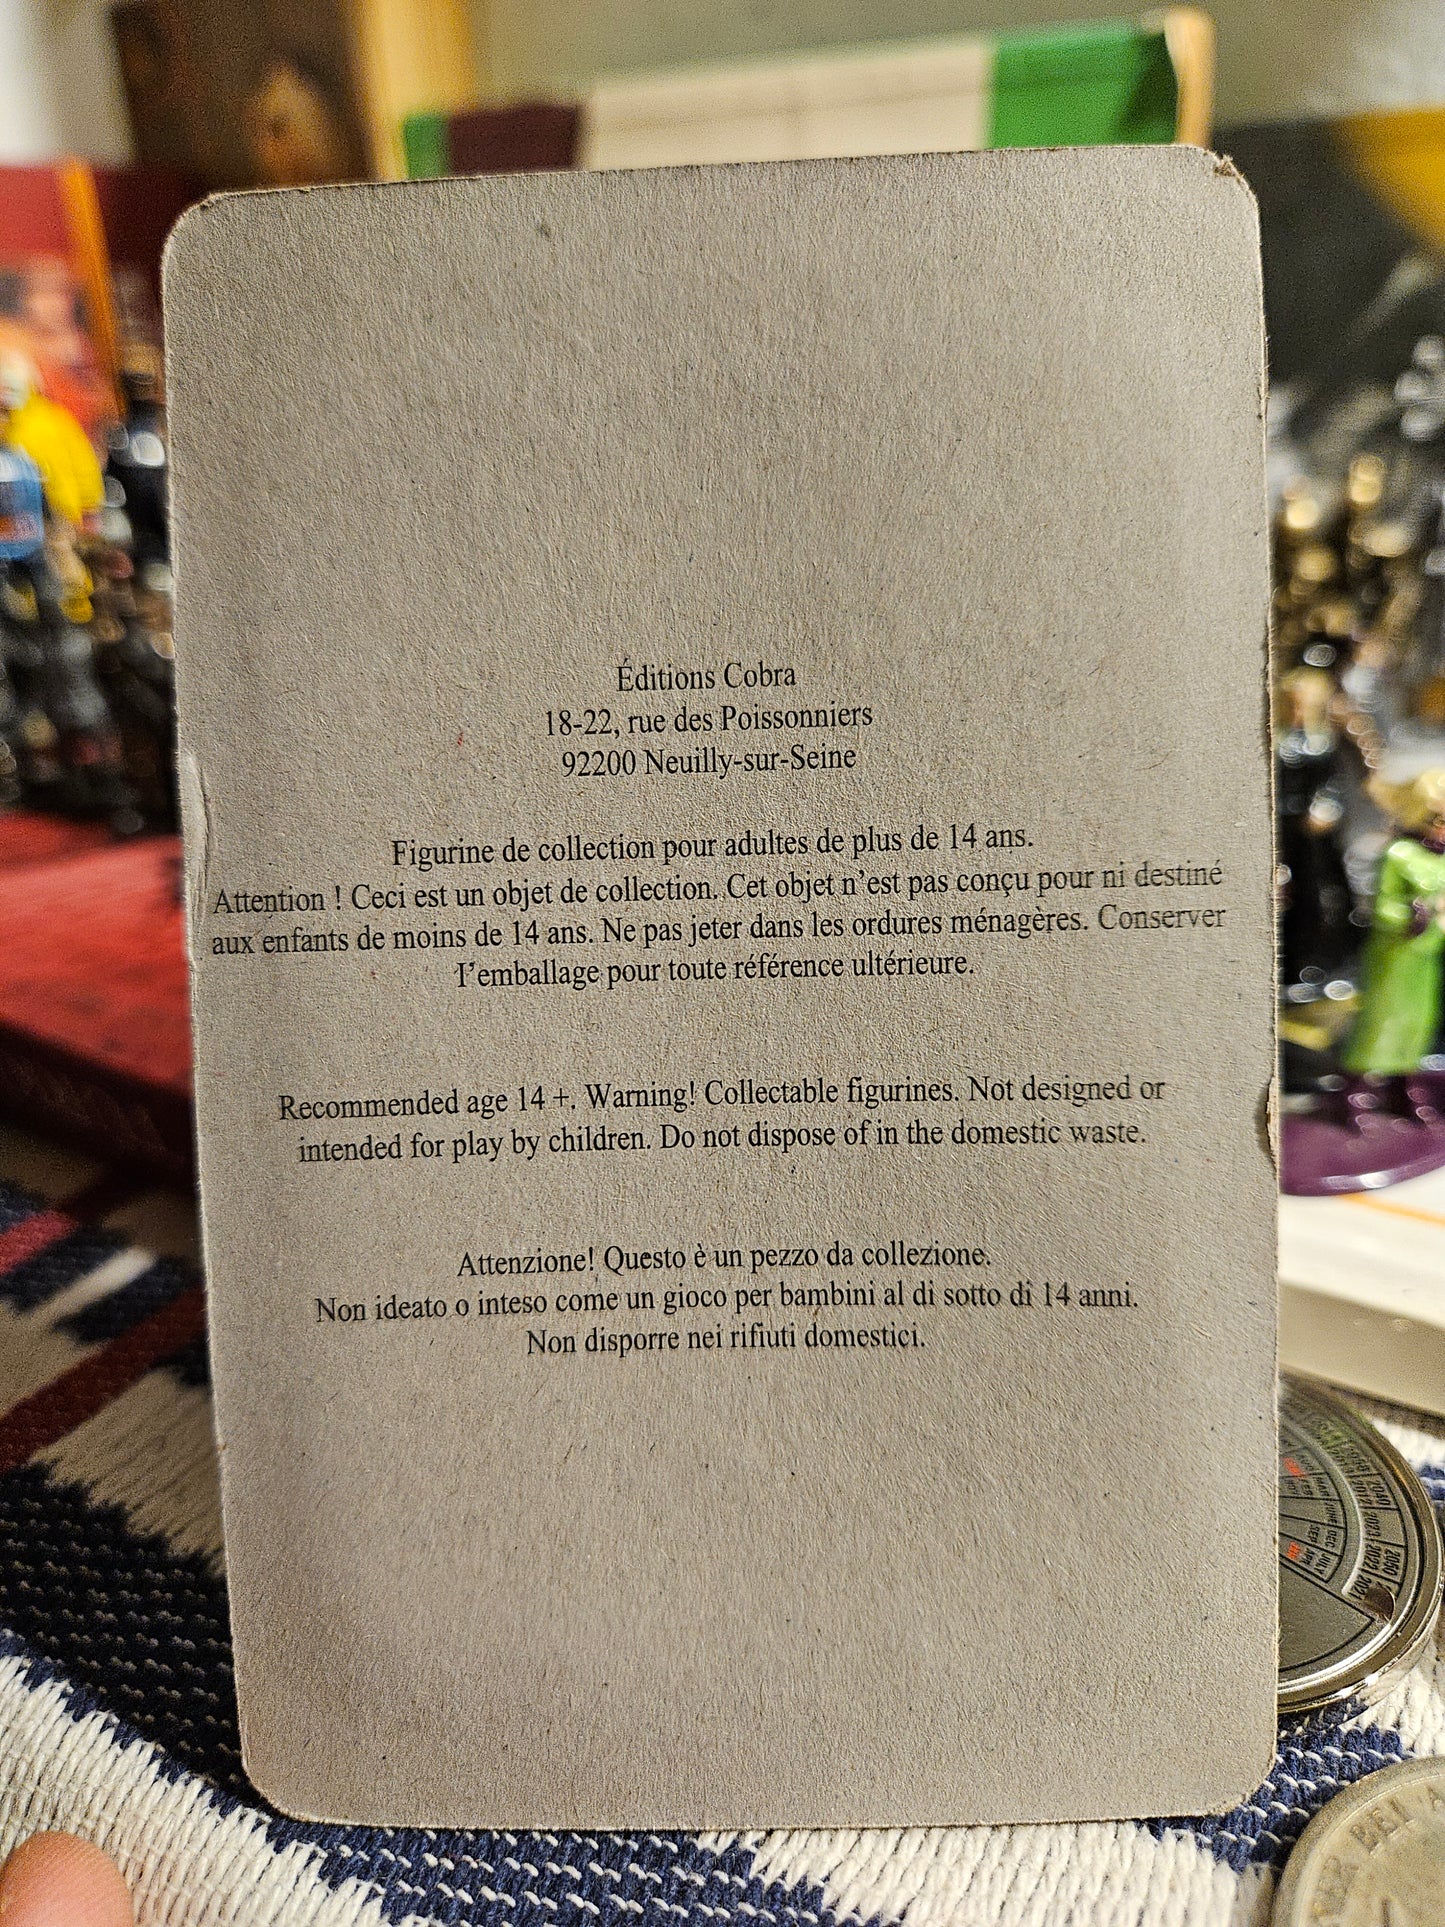 Éditions Cobra
18-22, rue des Poissonniers
92200 Neuilly-sur-Seine
Figurine de collection pour adultes de plus de 14 ans.
Attention ! Ceci est un objet de collection. Cet objet n'est pas conçu pour ni destiné
aux enfants de moins de 14 ans. Ne pas jeter dans les ordures ménagères. Conserver
l'emballage pour toute référence ultérieure.
Recommended age 14 +. Warning! Collectable figurines. Not designed or
intended for play by children. Do not dispose of in the domestic waste.
Attenzione! Questo è un pezzo da collezione.
Non ideato o inteso come un gioco per bambini al di sotto di 14 anni.
Non disporre nei rifiuti domestici.